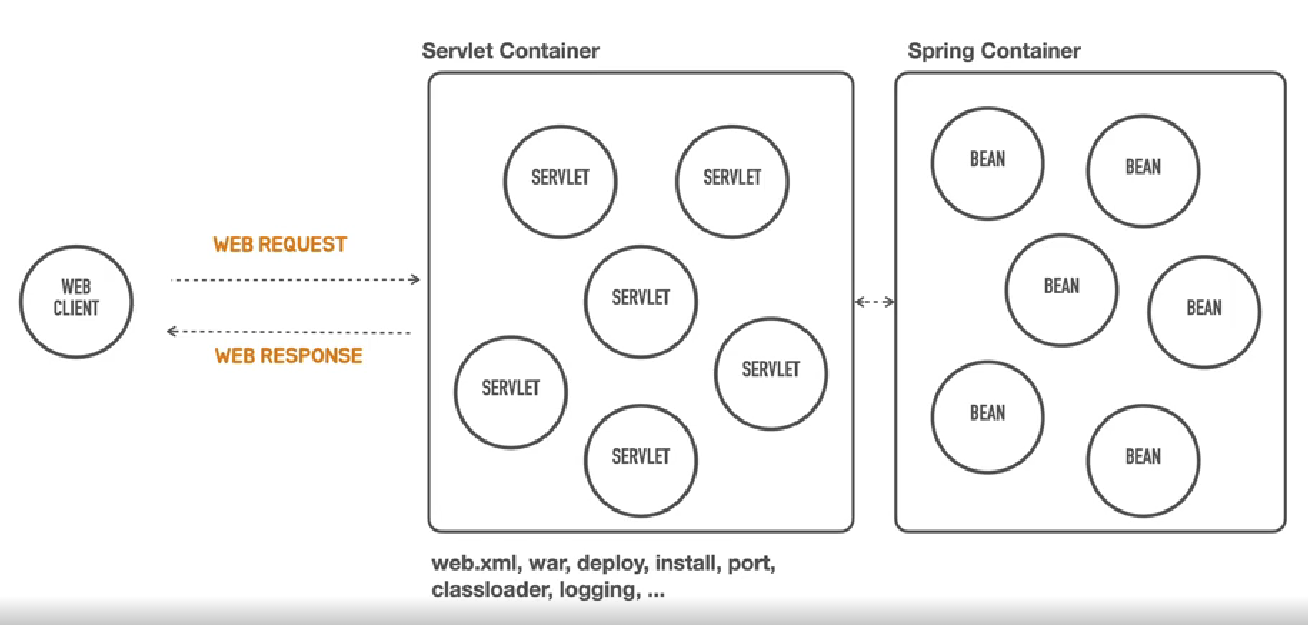 Servlet Container
Spring Container
WEB
CLIENT
WEB REQUEST
WEB RESPONSE
SERVLET
SERVLET
SERVLET
SERVLET
SERVLET
SERVLET
BEAN
BEAN
BEAN
BEAN
BEAN
BEAN
web.xml, war, deploy, install, port,
classloader, logging, ...